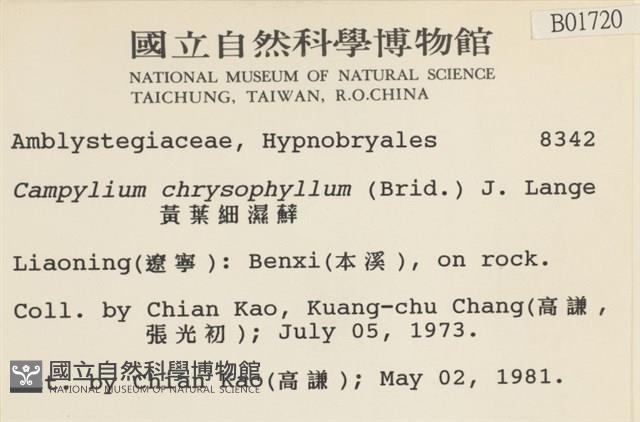 B01720
國立自然科學博物館
NATIONAL MUSEUM OF NATURAL SCIENCE
TAICHUNG, TAIWAN, R.O.CHINA
Amblystegiaceae, Hypnobryales 8342
Campylium chrysophyllum (Brid.) J. Lange
黃葉細濕蘚
Liaoning(遼寧): Benxi(本溪), on rock.
Coll. by Chian Kao, Kuang-chu Chang(高謙,
張光初); July 05, 1973.
t. by Chian Kao(高謙); May 02, 1981.
國立自然科學博物館
NATIONAL MUSEUM OF NATURAL SCIENCE